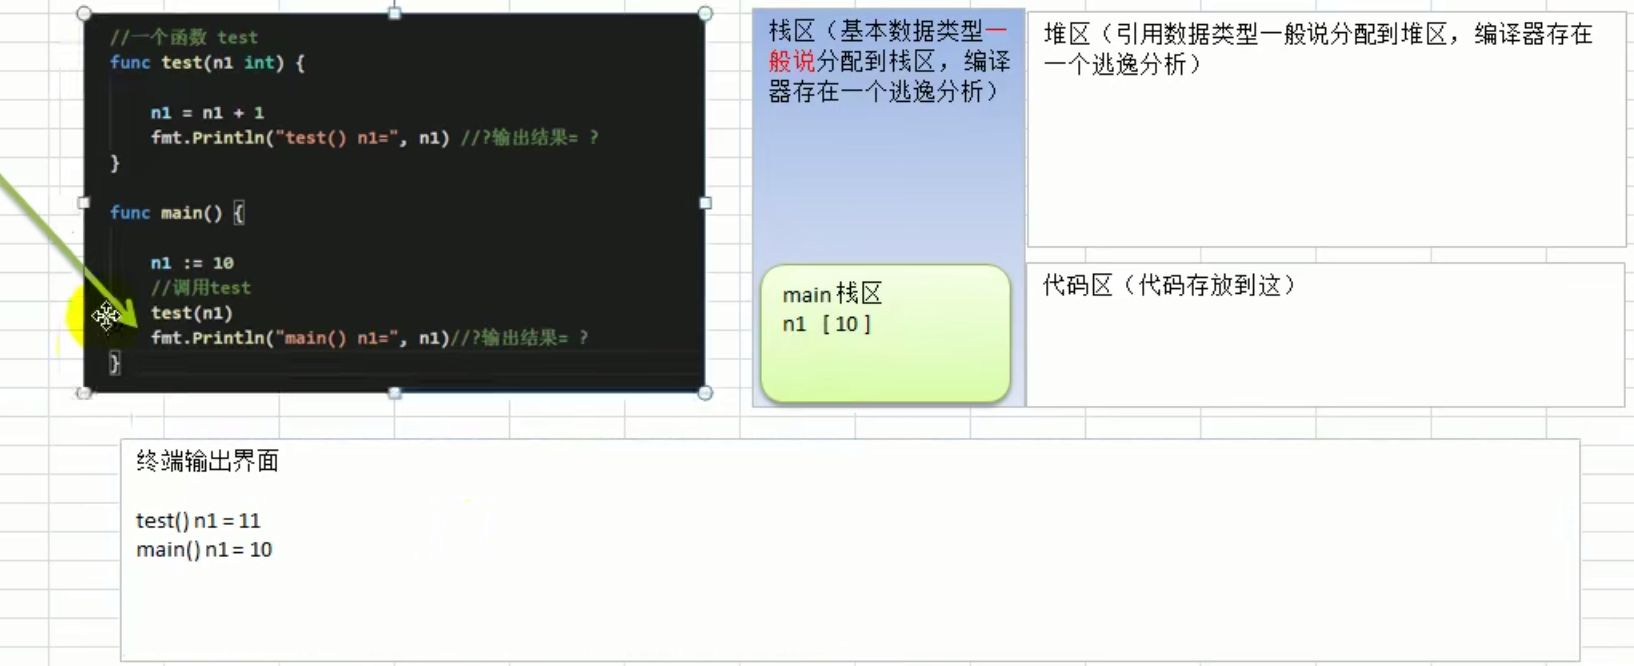 //一个函数 test
func test(n1 int) {
n1 = n1 + 1
fmt.Println("test() n1=", n1) //?输出结果= ?
}
func main() {
n1 := 10
//调用test
test(n1)
fmt.Println("main() n1=", n1)//?输出结果= ?
}
栈区（基本数据类型一
般说分配到栈区，编译
器存在一个逃逸分析）
main 栈区
n1 [ 10 ]
堆区（引用数据类型一般说分配到堆区，编译器存在
一个逃逸分析）
代码区（代码存放到这）
终端输出界面
test() n1 = 11
main() n1 = 10